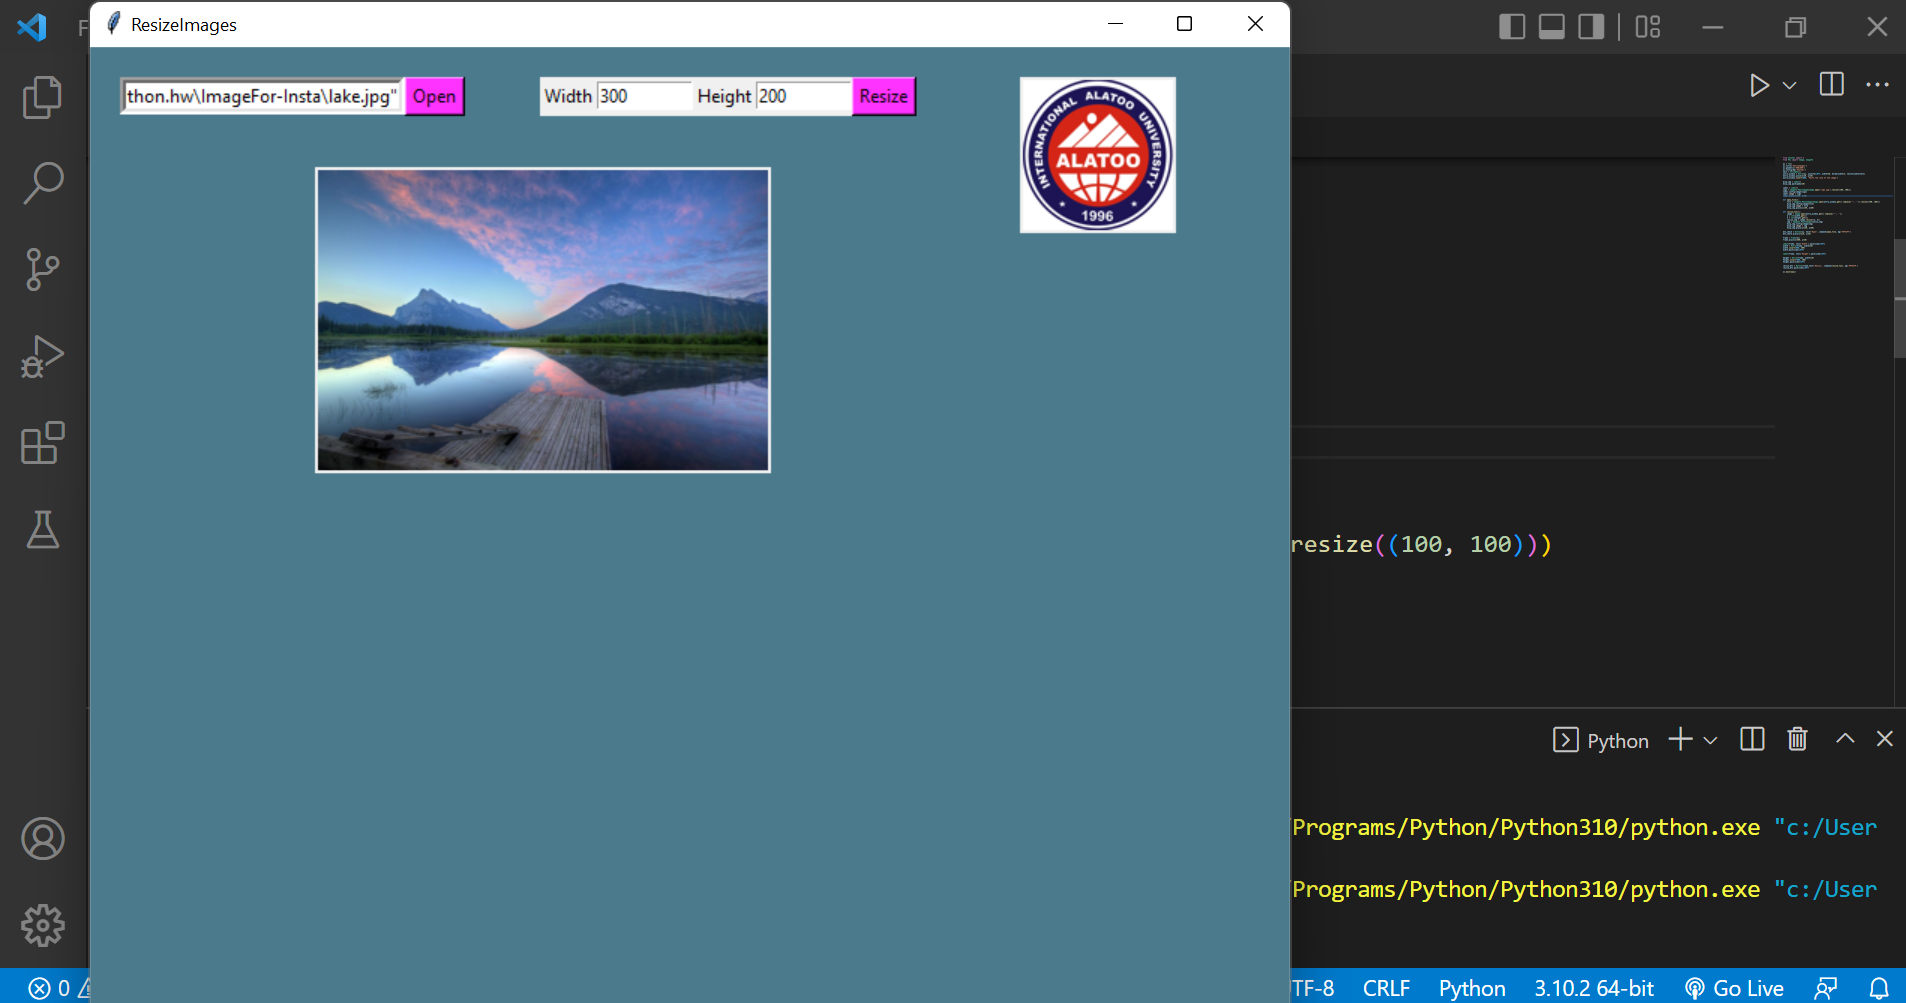 ResizeImages
thon.hw\ImageFor-Insta\lake.jpg" Open
Width 300 Height 200 Resize
INTERNATIONAL ALATOO UNIVERSITY
ALATOO
1996
resize((100, 100)))
Python
/Programs/Python/Python310/python.exe "c:/User
/Programs/Python/Python310/python.exe "c:/User
0
TF-8 CRLF Python 3.10.2 64-bit Go Live